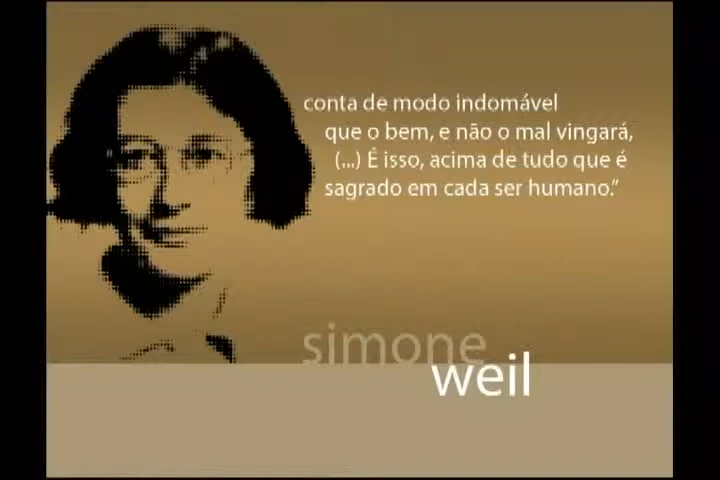 conta de modo indomável
que o bem, e não o mal vingará,
(...) É isso, acima de tudo que é
sagrado em cada ser humano.”
simone
weil